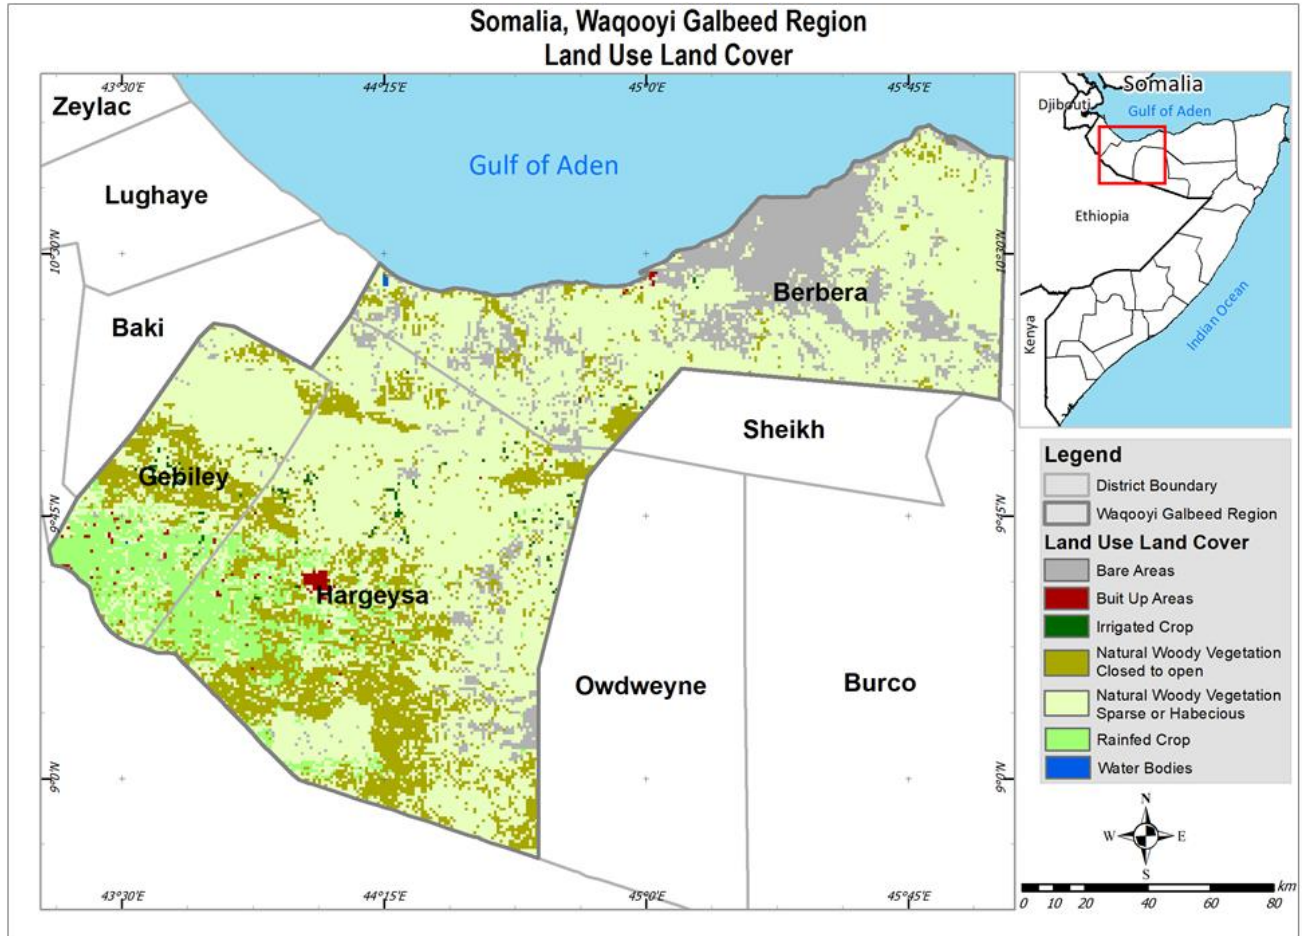 Somalia, Waqooyi Galbeed Region
Land Use Land Cover
43°30'E
44°15'E
45°0'E
45°45'E
Zeylac
Lughaye
Gulf of Aden
10°30'N
10°30'N
Baki
Berbera
Sheikh
Gebiley
9°45'N
9°45'N
Hargeysa
Owdweyne
Burco
9°0'N
9°0'N
43°30'E
44°15'E
45°0'E
45°45'E
Somalia
Djibouti
Gulf of Aden
Ethiopia
Indian Ocean
Kenya
Legend
District Boundary
Waqooyi Galbeed Region
Land Use Land Cover
Bare Areas
Buit Up Areas
Irrigated Crop
Natural Woody Vegetation
Closed to open
Natural Woody Vegetation
Sparse or Habecious
Rainfed Crop
Water Bodies
N
W E
S
km
0 10 20 40 60 80